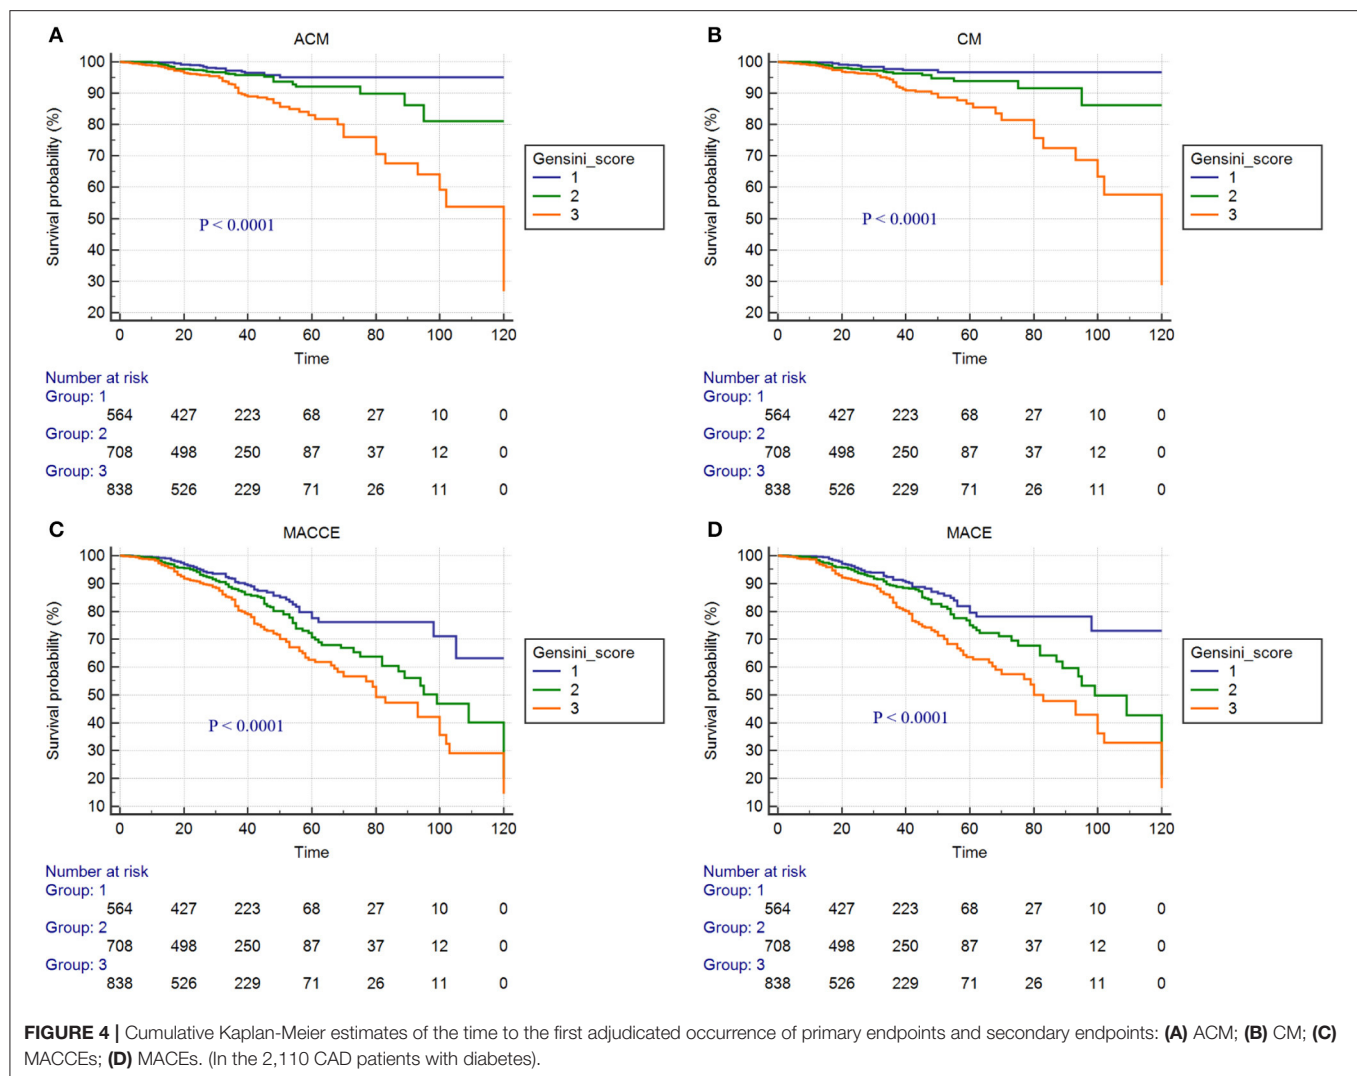 A
ACM
Survival probability (%)
100
90
80
70
60
50
40
30
20
P < 0.0001
0 20 40 60 80 100 120
Time
Gensini_score
1
2
3
Number at risk
Group: 1
564 427 223 68 27 10 0
Group: 2
708 498 250 87 37 12 0
Group: 3
838 526 229 71 26 11 0
B
CM
Survival probability (%)
100
90
80
70
60
50
40
30
20
P < 0.0001
0 20 40 60 80 100 120
Time
Gensini_score
1
2
3
Number at risk
Group: 1
564 427 223 68 27 10 0
Group: 2
708 498 250 87 37 12 0
Group: 3
838 526 229 71 26 11 0
C
MACCE
Survival probability (%)
100
90
80
70
60
50
40
30
20
10
P < 0.0001
0 20 40 60 80 100 120
Time
Gensini_score
1
2
3
Number at risk
Group: 1
564 427 223 68 27 10 0
Group: 2
708 498 250 87 37 12 0
Group: 3
838 526 229 71 26 11 0
D
MACE
Survival probability (%)
100
90
80
70
60
50
40
30
20
10
P < 0.0001
0 20 40 60 80 100 120
Time
Gensini_score
1
2
3
Number at risk
Group: 1
564 427 223 68 27 10 0
Group: 2
708 498 250 87 37 12 0
Group: 3
838 526 229 71 26 11 0
FIGURE 4 | Cumulative Kaplan-Meier estimates of the time to the first adjudicated occurrence of primary endpoints and secondary endpoints: (A) ACM; (B) CM; (C)
MACCEs; (D) MACEs. (In the 2,110 CAD patients with diabetes).